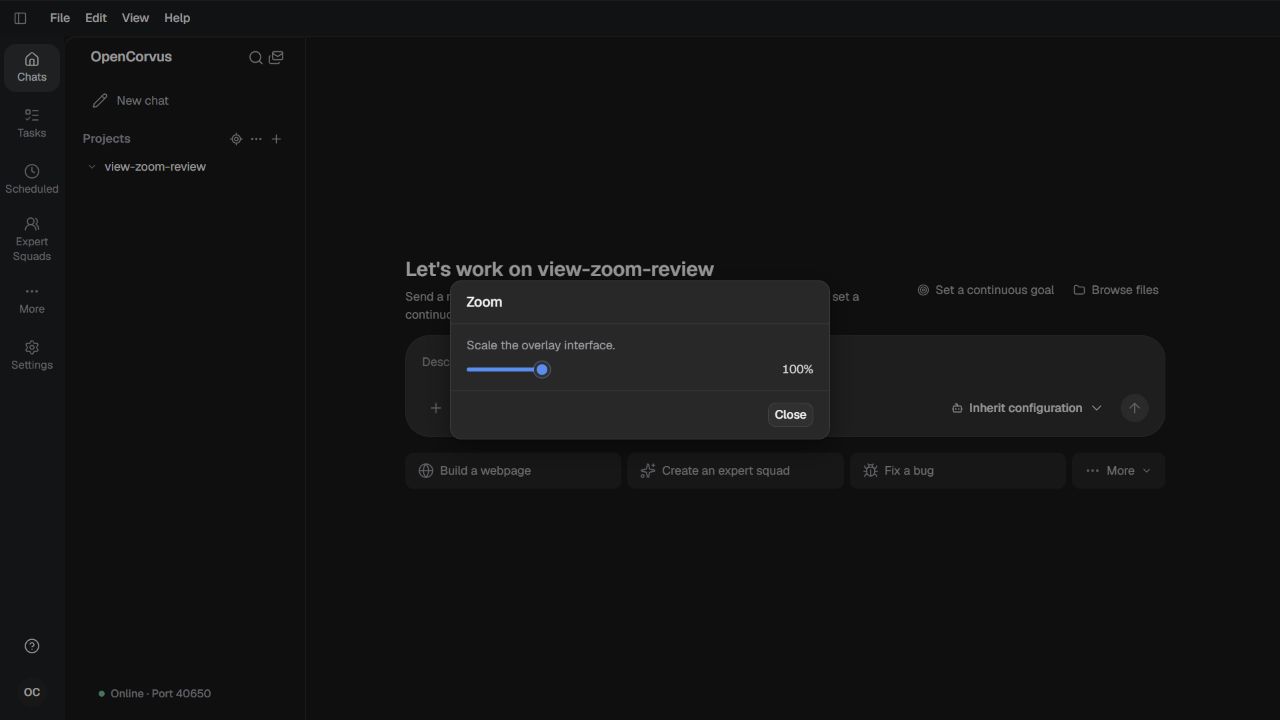 File Edit View Help
Chats
Tasks
Scheduled
Expert
Squads
More
Settings
OC
OpenCorvus
New chat
Projects
view-zoom-review
Online · Port 40650
Let's work on view-zoom-review
Send a set a
Set a continuous goal
Browse files
Zoom
Scale the overlay interface.
100%
Close
Inherit configuration
Build a webpage
Create an expert squad
Fix a bug
More